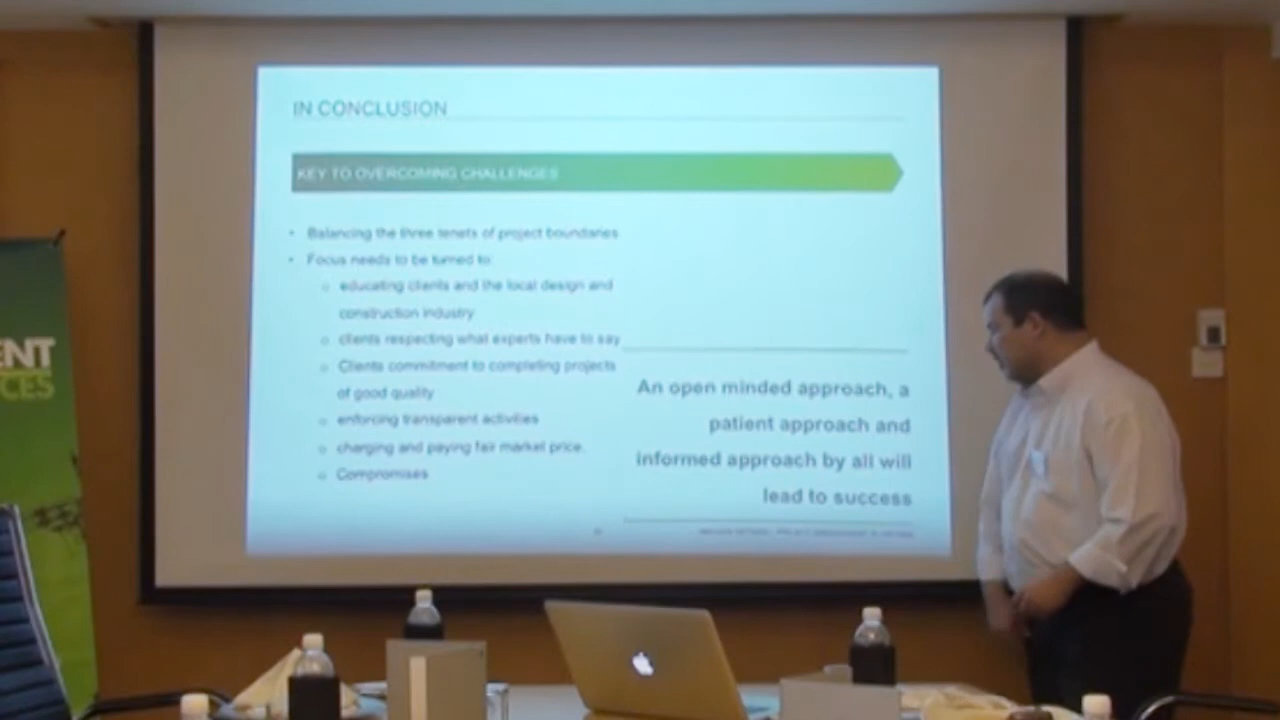 IN CONCLUSION
KEY TO OVERCOMING CHALLENGES
• Balancing the three tenets of project boundaries
• Focus needs to be turned to:
o educating clients and the local design and
construction industry
o clients respecting what experts have to say
o Clients commitment to completing projects
of good quality
o enforcing transparent activities
o charging and paying fair market price.
o Compromises
An open minded approach, a
patient approach and
informed approach by all will
lead to success
ENT
CES